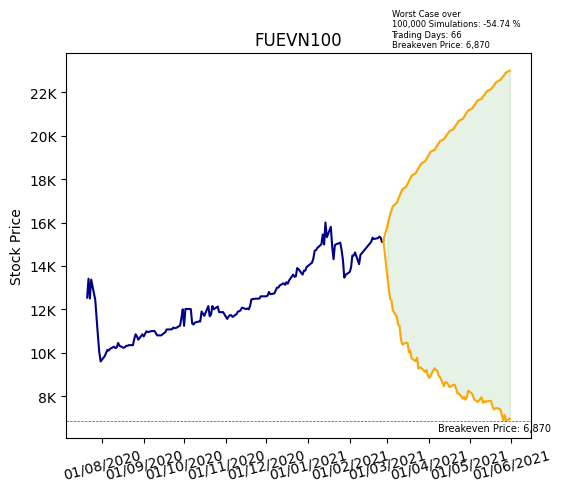 Worst Case over
100,000 Simulations: -54.74 %
Trading Days: 66
Breakeven Price: 6,870
FUEVN100
Stock Price
22K
20K
18K
16K
14K
12K
10K
8K
Breakeven Price: 6,870
01/08/2020
01/09/2020
01/10/2020
01/11/2020
01/12/2020
01/01/2021
01/02/2021
01/03/2021
01/04/2021
01/05/2021
01/06/2021